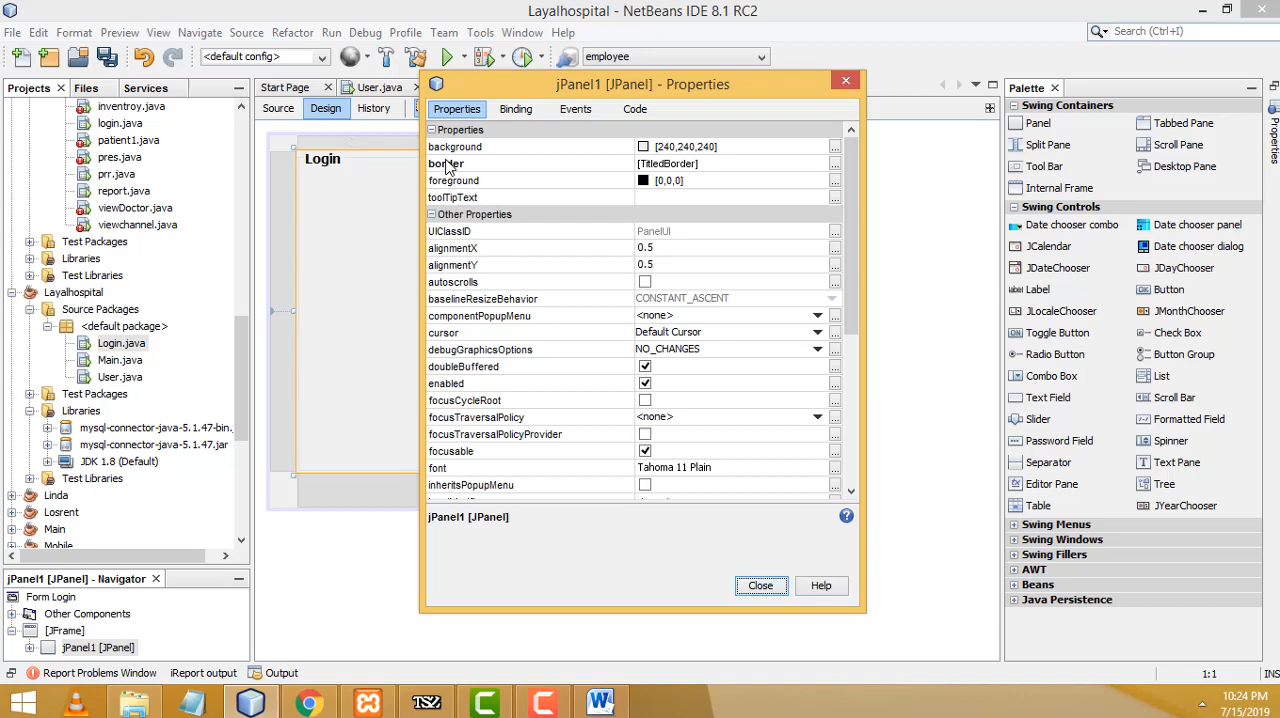 Layalhospital - NetBeans IDE 8.1 RC2
File Edit Format Preview View Navigate Source Refactor Run Debug Profile Team Tools Window Help
Search (Ctrl+I)
<default config>
employee
Projects Files Services
Start Page User.java
Source Design History
inventroy.java
login.java
patient1.java
pres.java
prr.java
report.java
viewDoctor.java
viewchannel.java
Test Packages
Libraries
Test Libraries
Layalhospital
Source Packages
<default package>
Login.java
Main.java
User.java
Test Packages
Libraries
mysql-connector-java-5.1.47-bin.
mysql-connector-java-5.1.47.jar
JDK 1.8 (Default)
Test Libraries
Linda
Losrent
Main
Mobile
jPanel1 [JPanel] - Navigator
Form Login
Other Components
[JFrame]
jPanel1 [JPanel]
Login
jPanel1 [JPanel] - Properties
Properties Binding Events Code
Properties
background [240,240,240] ...
border [TitledBorder] ...
foreground [0,0,0] ...
toolTipText ...
Other Properties
UIClassID PanelUI ...
alignmentX 0.5 ...
alignmentY 0.5 ...
autoscrolls ...
baselineResizeBehavior CONSTANT_ASCENT
componentPopupMenu <none> ...
cursor Default Cursor ...
debugGraphicsOptions NO_CHANGES ...
doubleBuffered ...
enabled ...
focusCycleRoot ...
focusTraversalPolicy <none> ...
focusTraversalPolicyProvider ...
focusable ...
font Tahoma 11 Plain ...
inheritsPopupMenu ...
jPanel1 [JPanel]
Close Help
Palette
Swing Containers
Panel Tabbed Pane
Split Pane Scroll Pane
Tool Bar Desktop Pane
Internal Frame
Swing Controls
Date chooser combo Date chooser panel
JCalendar Date chooser dialog
JDateChooser JDayChooser
Label Button
JLocaleChooser JMonthChooser
Toggle Button Check Box
Radio Button Button Group
Combo Box List
Text Field Scroll Bar
Slider Formatted Field
Password Field Spinner
Separator Text Pane
Editor Pane Tree
Table JYearChooser
Swing Menus
Swing Windows
Swing Fillers
AWT
Beans
Java Persistence
Properties
Report Problems Window iReport output Output
1:1 INS
TS2
10:24 PM
7/15/2019